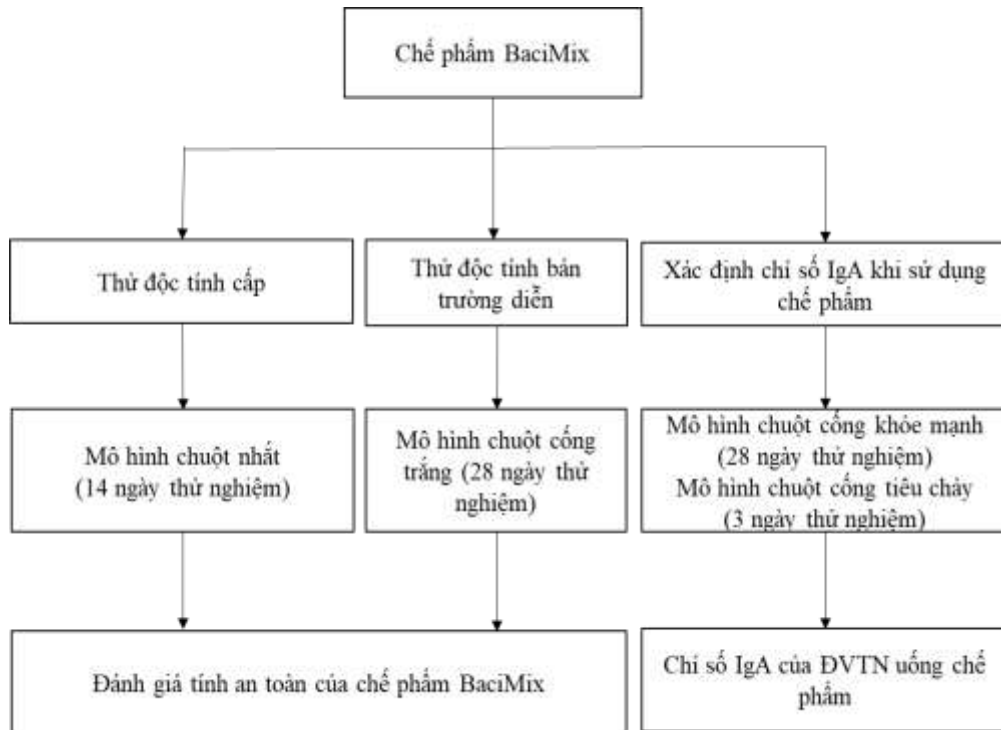 Chế phẩm BaciMix
Thử độc tính cấp
Thử độc tính bán
trường diễn
Xác định chỉ số IgA khi sử dụng
chế phẩm
Mô hình chuột nhắt
(14 ngày thử nghiệm)
Mô hình chuột cống
trắng (28 ngày thử
nghiệm)
Mô hình chuột cống khỏe mạnh
(28 ngày thử nghiệm)
Mô hình chuột cống tiêu chảy
(3 ngày thử nghiệm)
Đánh giá tính an toàn của chế phẩm BaciMix
Chỉ số IgA của ĐVTN uống chế
phẩm